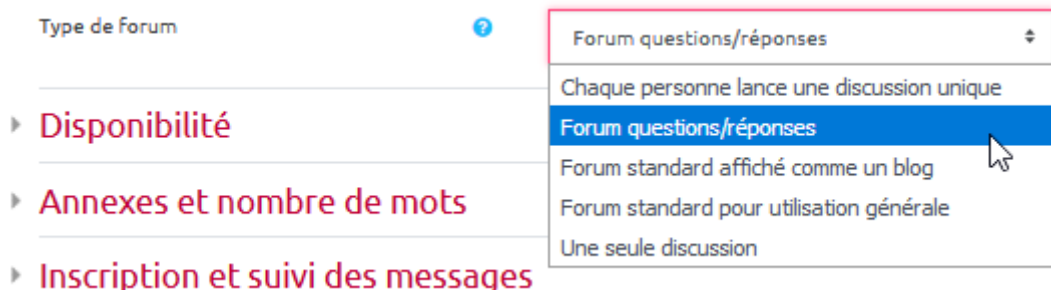 Type de forum
Forum questions/réponses
Chaque personne lance une discussion unique
Forum questions/réponses
Forum standard affiché comme un blog
Forum standard pour utilisation générale
Une seule discussion
Disponibilité
Annexes et nombre de mots
Inscription et suivi des messages